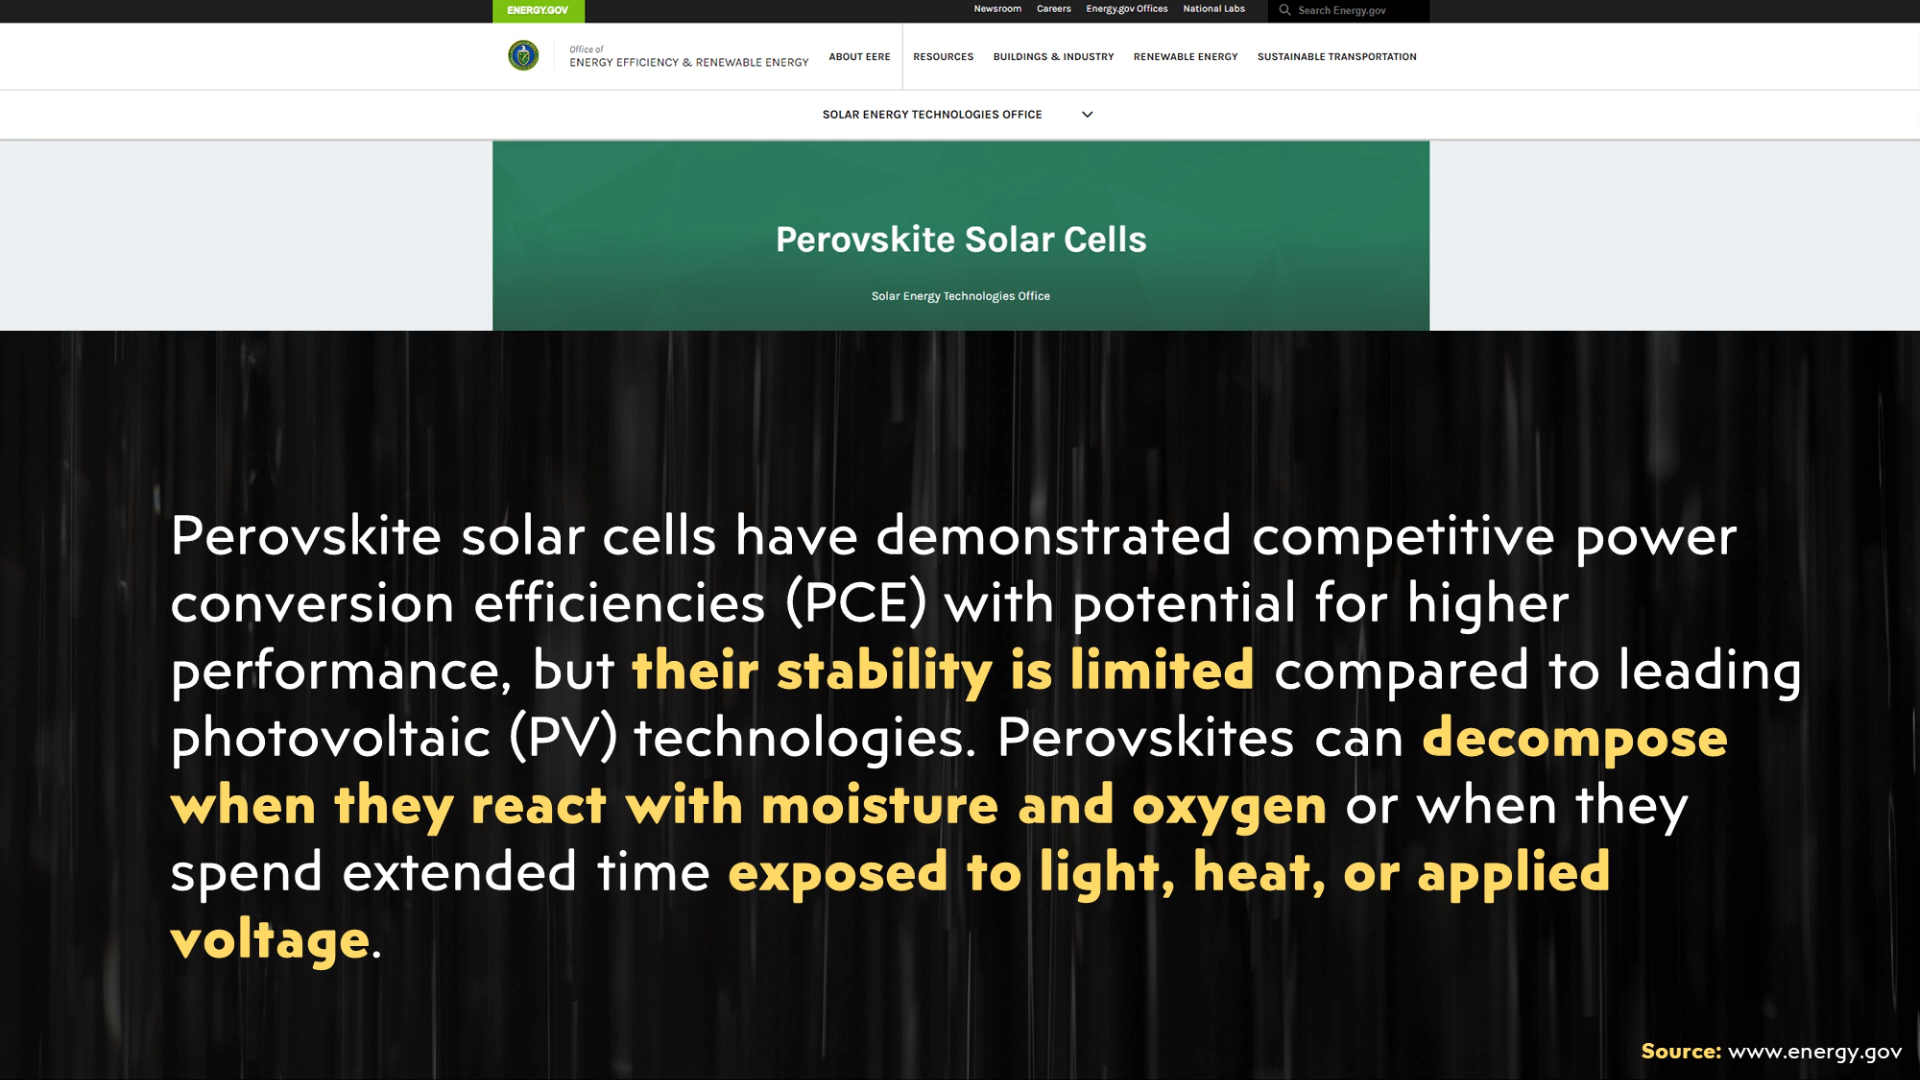 ENERGY.GOV
Newsroom Careers Energy.gov Offices National Labs Search Energy.gov
Office of
ENERGY EFFICIENCY & RENEWABLE ENERGY
ABOUT EERE RESOURCES BUILDINGS & INDUSTRY RENEWABLE ENERGY SUSTAINABLE TRANSPORTATION
SOLAR ENERGY TECHNOLOGIES OFFICE
Perovskite Solar Cells
Solar Energy Technologies Office
Perovskite solar cells have demonstrated competitive power
conversion efficiencies (PCE) with potential for higher
performance, but their stability is limited compared to leading
photovoltaic (PV) technologies. Perovskites can decompose
when they react with moisture and oxygen or when they
spend extended time exposed to light, heat, or applied
voltage.
Source: www.energy.gov